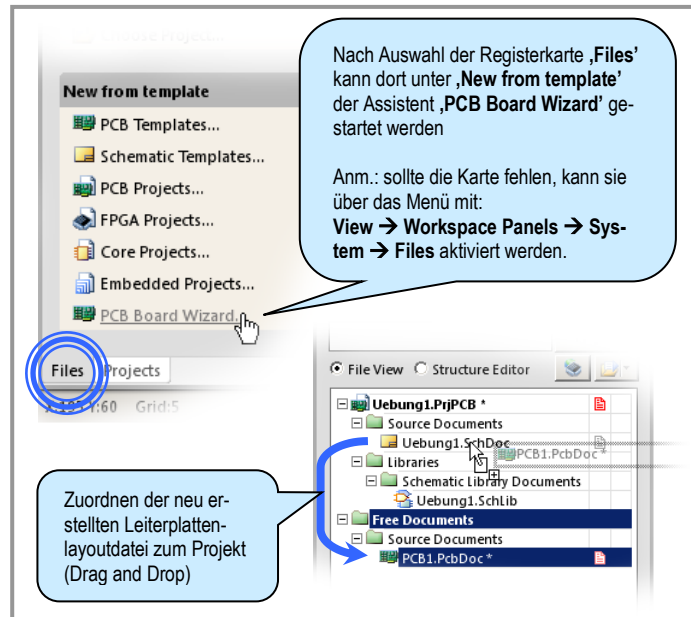 Choose Project...
New from template
PCB Templates...
Schematic Templates...
PCB Projects...
FPGA Projects...
Core Projects...
Embedded Projects...
PCB Board Wizard...
Files Projects
Y:60 Grid:5
Nach Auswahl der Registerkarte ‚Files’
kann dort unter ‚New from template’
der Assistent ‚PCB Board Wizard’ ge-
startet werden
Anm.: sollte die Karte fehlen, kann sie
über das Menü mit:
View → Workspace Panels → Sys-
tem → Files aktiviert werden.
File View Structure Editor
Uebung1.PrjPCB *
Source Documents
Uebung1.SchDoc
PCB1.PcbDoc *
Libraries
Schematic Library Documents
Uebung1.SchLib
Free Documents
Source Documents
PCB1.PcbDoc *
Zuordnen der neu er-
stellten Leiterplatten-
layoutdatei zum Projekt
(Drag and Drop)